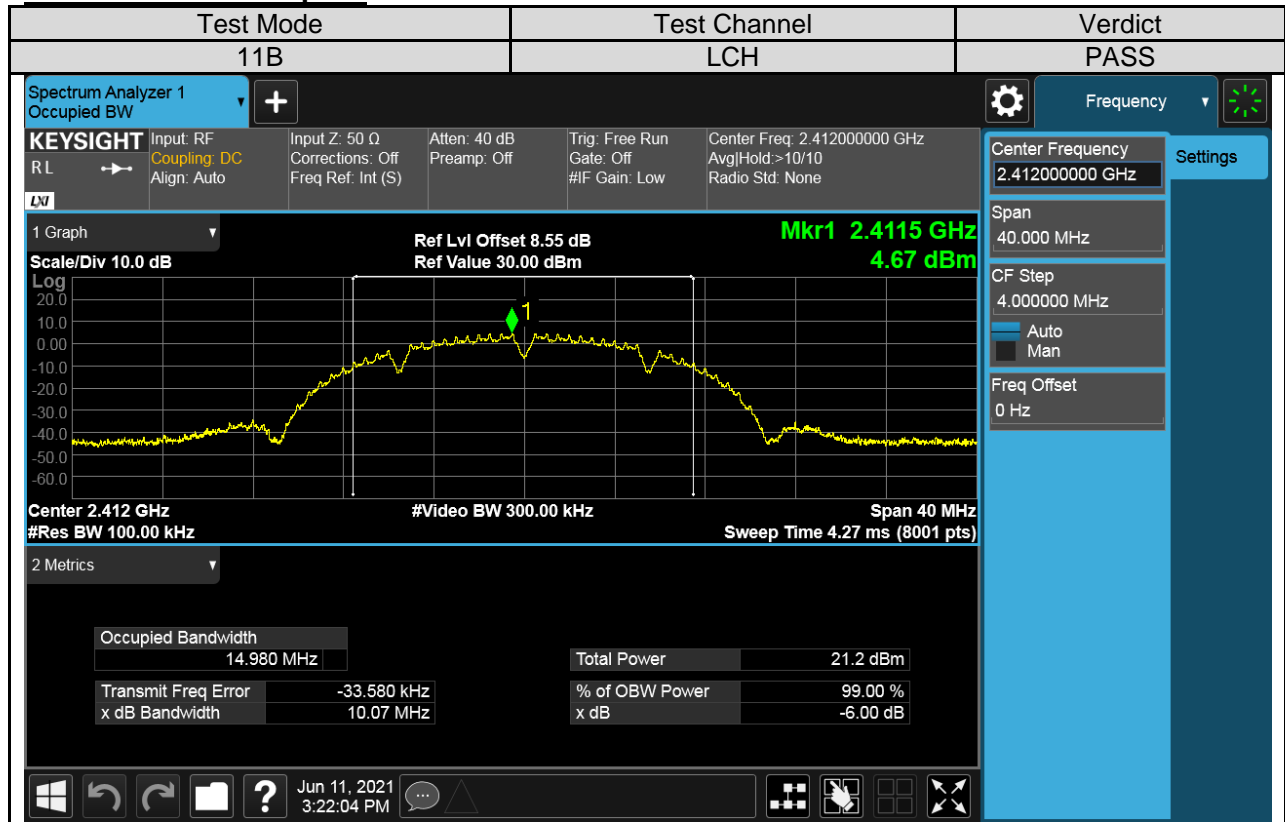 Test Mode Test Channel Verdict
11B LCH PASS
Spectrum Analyzer 1
Occupied BW
Frequency
KEYSIGHT Input: RF Input Z: 50 Ω Atten: 40 dB Trig: Free Run Center Freq: 2.412000000 GHz
RL Coupling: DC Corrections: Off Preamp: Off Gate: Off Avg|Hold:>10/10
Align: Auto Freq Ref: Int (S) #IF Gain: Low Radio Std: None
LXI
Center Frequency
2.412000000 GHz
Settings
Span
40.000 MHz
CF Step
4.000000 MHz
Auto
Man
Freq Offset
0 Hz
1 Graph Ref Lvl Offset 8.55 dB Mkr1 2.4115 GHz
Scale/Div 10.0 dB Ref Value 30.00 dBm 4.67 dBm
Log
20.0
10.0
1
0.00
-10.0
-20.0
-30.0
-40.0
-50.0
-60.0
Center 2.412 GHz #Video BW 300.00 kHz Span 40 MHz
#Res BW 100.00 kHz Sweep Time 4.27 ms (8001 pts)
2 Metrics
Occupied Bandwidth
14.980 MHz Total Power 21.2 dBm
Transmit Freq Error -33.580 kHz % of OBW Power 99.00 %
x dB Bandwidth 10.07 MHz x dB -6.00 dB
? Jun 11, 2021
3:22:04 PM